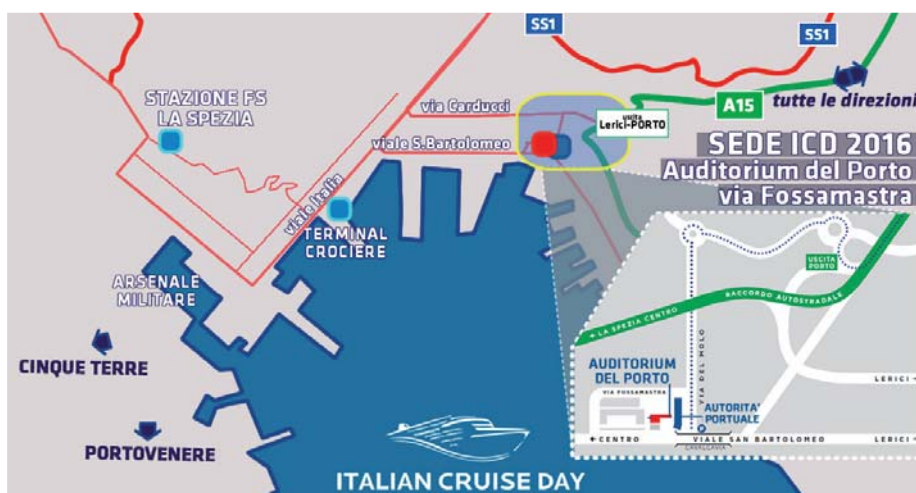 SS1
SS1
STAZIONE FS
LA SPEZIA
via Carducci
viale S.Bartolomeo
viale Italia
uscita
Lerici-PORTO
A15
tutte le direzioni
SEDE ICD 2016
Auditorium del Porto
via Fossamastra
TERMINAL
CROCIERE
ARSENALE
MILITARE
CINQUE TERRE
PORTOVENERE
ITALIAN CRUISE DAY
USCITA
PORTO
RACCORDO AUTOSTRADALE
LA SPEZIA CENTRO
VIA DEL MOLO
LERICI
AUDITORIUM
DEL PORTO
VIA FOSSAMASTRA
AUTORITA'
PORTUALE
P
CENTRO
VIALE SAN BARTOLOMEO
LERICI